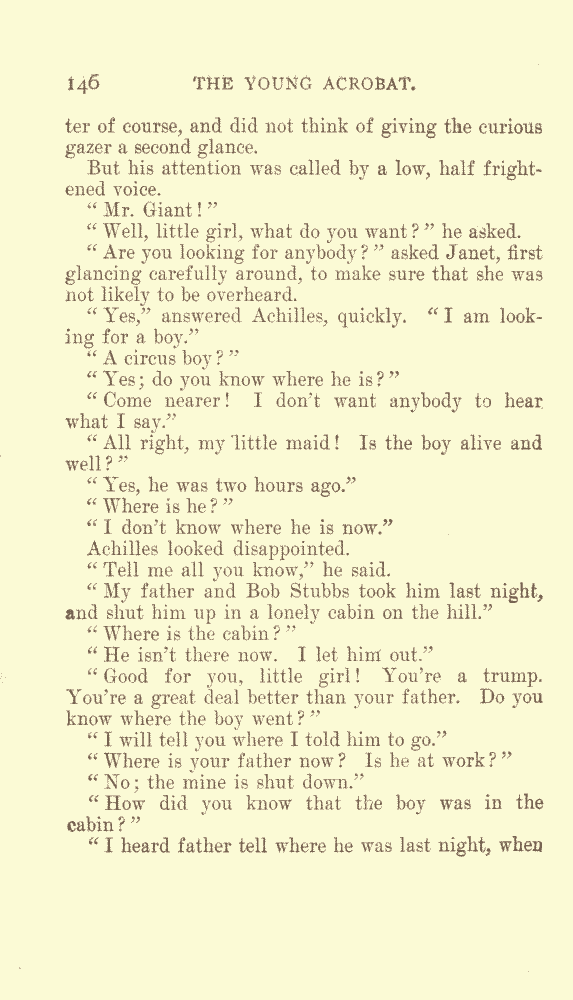 146 THE YOUNG ACROBAT.
ter of course, and did not think of giving the curious
gazer a second glance.
But his attention was called by a low, half fright-
ened voice.
“Mr. Giant!”
“Well, little girl, what do you want?” he asked.
“Are you looking for anybody?” asked Janet, first
glancing carefully around, to make sure that she was
not likely to be overheard.
“Yes,” answered Achilles, quickly. “I am look-
ing for a boy.”
“A circus boy?”
“Yes; do you know where he is?”
“Come nearer! I don’t want anybody to hear
what I say.”
“All right, my little maid! Is the boy alive and
well?”
“Yes, he was two hours ago.”
“Where is he?”
“I don’t know where he is now.”
Achilles looked disappointed.
“Tell me all you know,” he said.
“My father and Bob Stubbs took him last night,
and shut him up in a lonely cabin on the hill.”
“Where is the cabin?”
“He isn’t there now. I let him out.”
“Good for you, little girl! You’re a trump.
You’re a great deal better than your father. Do you
know where the boy went?”
“I will tell you where I told him to go.”
“Where is your father now? Is he at work?”
“No; the mine is shut down.”
“How did you know that the boy was in the
cabin?”
“I heard father tell where he was last night, when